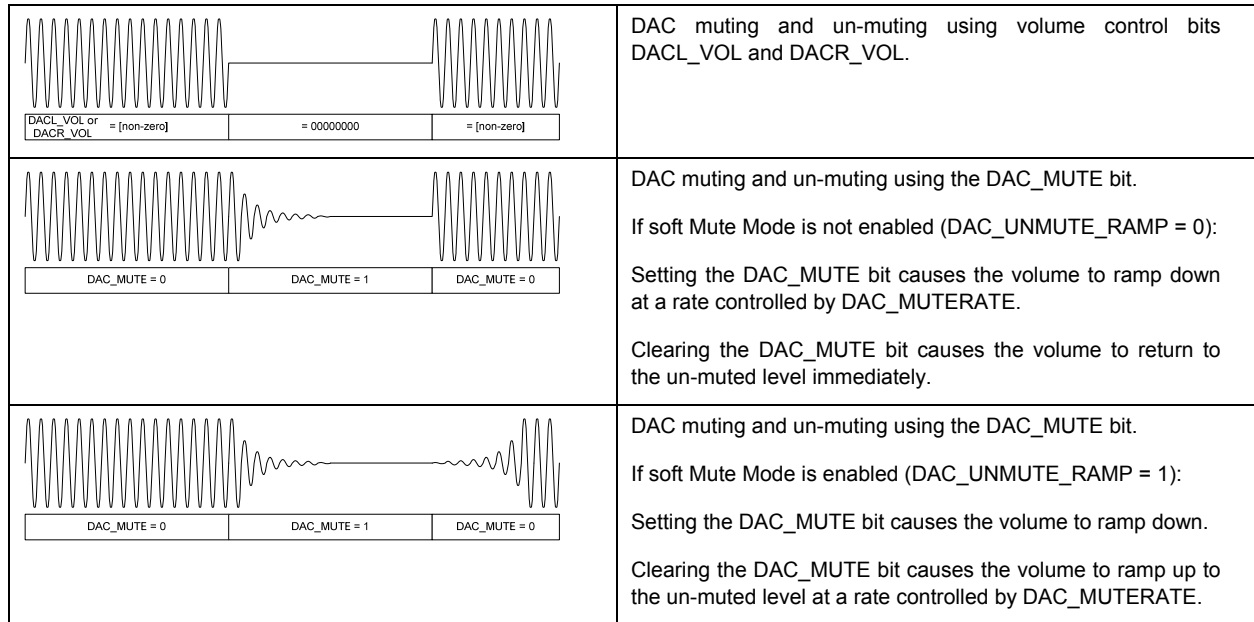 DACL_VOL or
DACR_VOL
= [non-zero]
= 00000000
= [non-zero]
DAC muting and un-muting using volume control bits
DACL_VOL and DACR_VOL.
DAC_MUTE = 0
DAC_MUTE = 1
DAC_MUTE = 0
DAC muting and un-muting using the DAC_MUTE bit.
If soft Mute Mode is not enabled (DAC_UNMUTE_RAMP = 0):
Setting the DAC_MUTE bit causes the volume to ramp down
at a rate controlled by DAC_MUTERATE.
Clearing the DAC_MUTE bit causes the volume to return to
the un-muted level immediately.
DAC_MUTE = 0
DAC_MUTE = 1
DAC_MUTE = 0
DAC muting and un-muting using the DAC_MUTE bit.
If soft Mute Mode is enabled (DAC_UNMUTE_RAMP = 1):
Setting the DAC_MUTE bit causes the volume to ramp down.
Clearing the DAC_MUTE bit causes the volume to ramp up to
the un-muted level at a rate controlled by DAC_MUTERATE.